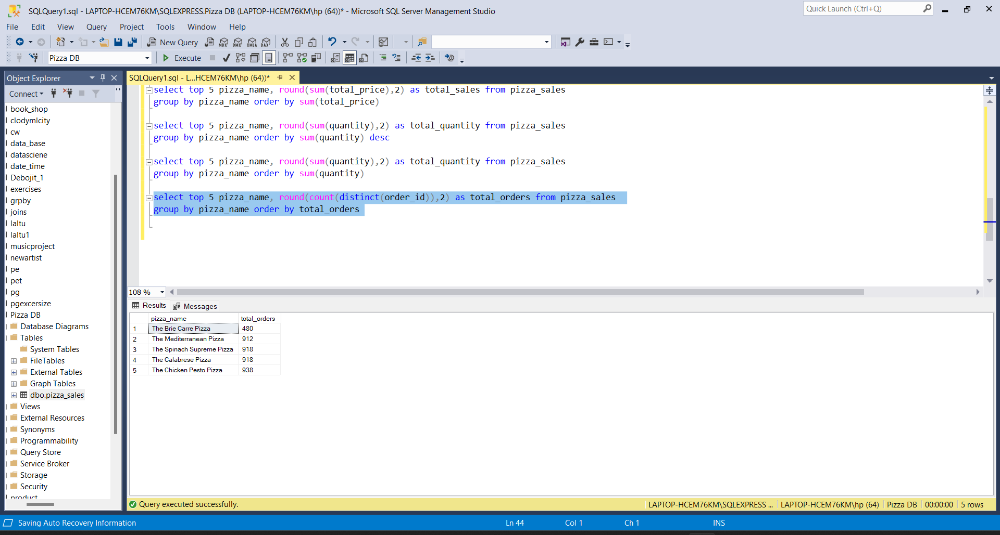 SQLQuery1.sql - LAPTOP-HCEM76KM\SQLEXPRESS.Pizza DB (LAPTOP-HCEM76KM\hp (64))* - Microsoft SQL Server Management Studio
Quick Launch (Ctrl+Q)
File Edit View Query Project Tools Window Help
New Query MDX DMX XMLA DAX
Pizza DB Execute
Object Explorer
Connect
book_shop
clodymlcity
cw
data_base
datasciene
date_time
Debojit_1
exercises
grpby
joins
laltu
laltu1
musicproject
newartist
pe
pet
pg
pgexcersize
Pizza DB
Database Diagrams
Tables
System Tables
FileTables
External Tables
Graph Tables
dbo.pizza_sales
Views
External Resources
Synonyms
Programmability
Query Store
Service Broker
Storage
Security
product
SQLQuery1.sql - L...HCEM76KM\hp (64))*
select top 5 pizza_name, round(sum(total_price),2) as total_sales from pizza_sales
group by pizza_name order by sum(total_price)
select top 5 pizza_name, round(sum(quantity),2) as total_quantity from pizza_sales
group by pizza_name order by sum(quantity) desc
select top 5 pizza_name, round(sum(quantity),2) as total_quantity from pizza_sales
group by pizza_name order by sum(quantity)
select top 5 pizza_name, round(count(distinct(order_id)),2) as total_orders from pizza_sales
group by pizza_name order by total_orders
108 %
Results Messages
pizza_name total_orders
1 The Brie Carre Pizza 480
2 The Mediterranean Pizza 912
3 The Spinach Supreme Pizza 918
4 The Calabrese Pizza 918
5 The Chicken Pesto Pizza 938
Query executed successfully.
LAPTOP-HCEM76KM\SQLEXPRESS ... LAPTOP-HCEM76KM\hp (64) Pizza DB 00:00:00 5 rows
Saving Auto Recovery Information Ln 44 Col 1 Ch 1 INS